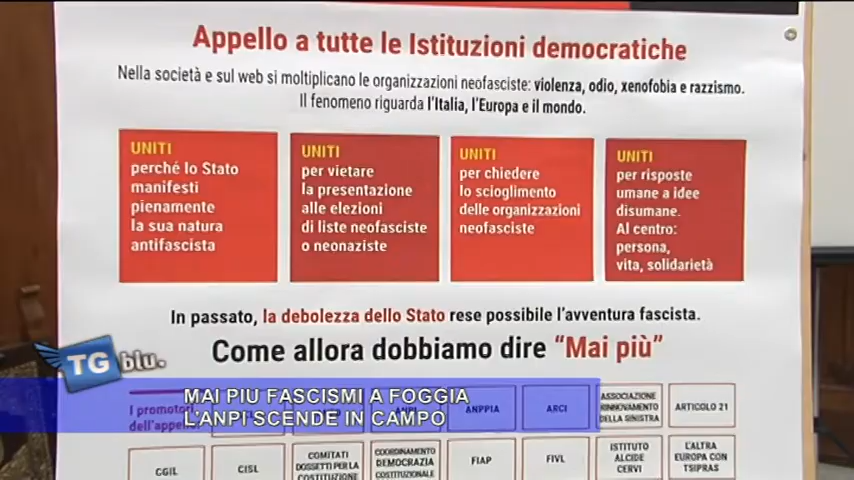 Appello a tutte le Istituzioni democratiche
Nella società e sul web si moltiplicano le organizzazioni neofasciste: violenza, odio, xenofobia e razzismo.
Il fenomeno riguarda l'Italia, l'Europa e il mondo.
UNITI
perché lo Stato
manifesti
pienamente
la sua natura
antifascista
UNITI
per vietare
la presentazione
alle elezioni
di liste neofasciste
o neonaziste
UNITI
per chiedere
lo scioglimento
delle organizzazioni
neofasciste
UNITI
per risposte
umane a idee
disumane.
Al centro:
persona,
vita, solidarietà
In passato, la debolezza dello Stato rese possibile l'avventura fascista.
Come allora dobbiamo dire "Mai più"
TG blu.
MAI PIU FASCISMI A FOGGIA
L'ANPI SCENDE IN CAMPO
I promotori
dell'appello:
ANPI
ANPPIA
ARCI
ASSOCIAZIONE
RINNOVAMENTO
DELLA SINISTRA
ARTICOLO 21
CGIL
CISL
COMITATI
DOSSETTI PER LA
COSTITUZIONE
COORDINAMENTO
DEMOCRAZIA
COSTITUZIONALE
FIAP
FIVL
ISTITUTO
ALCIDE
CERVI
L'ALTRA
EUROPA CON
TSIPRAS